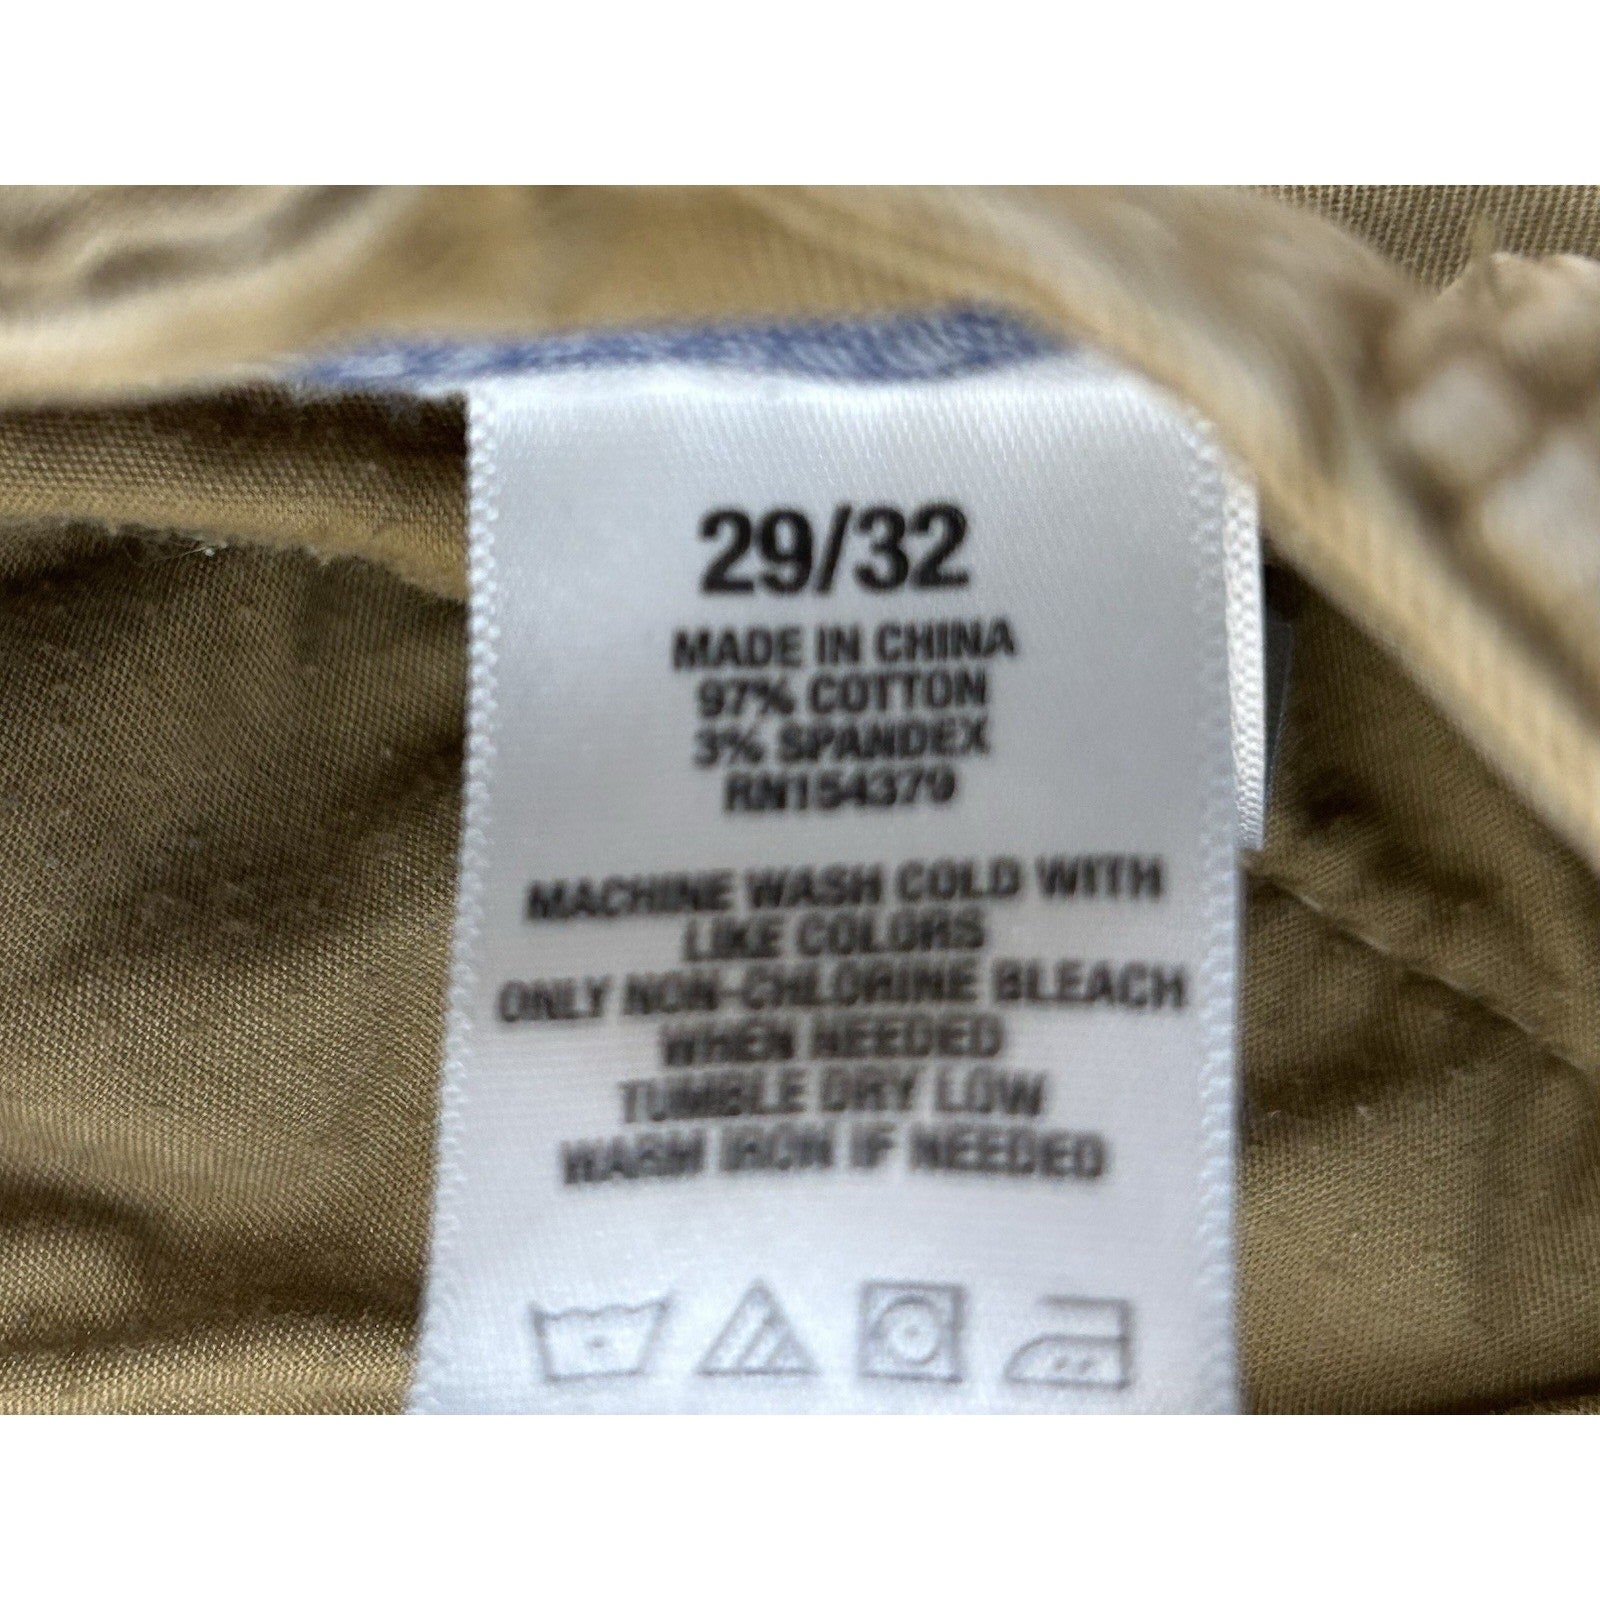 29/32
MADE IN CHINA
97% COTTON
3% SPANDEX
RN154379
MACHINE WASH COLD WITH
LIKE COLORS
ONLY NON-CHLORINE BLEACH
WHEN NEEDED
TUMBLE DRY LOW
WARM IRON IF NEEDED